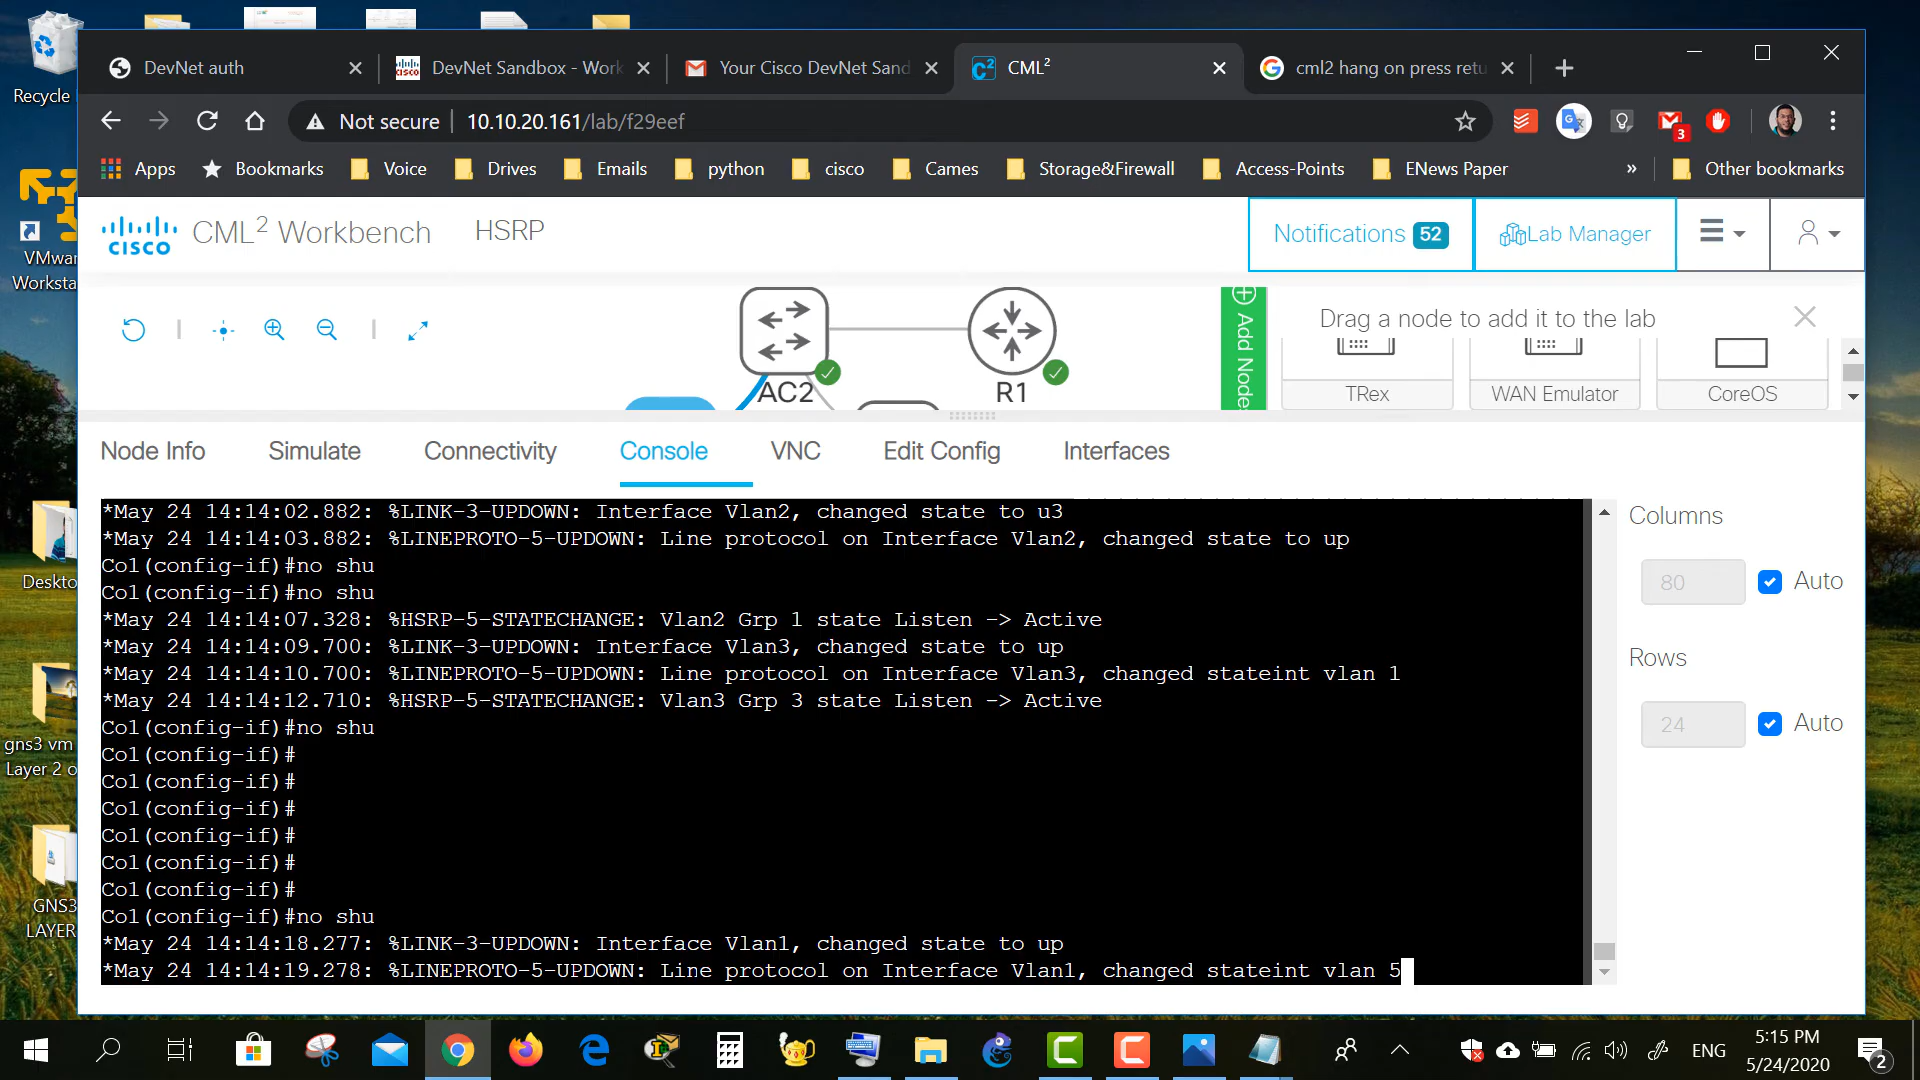 Recycle
VMwar
Worksta
Deskto
gns3 vm
Layer 2 o
GNS3
LAYER
DevNet auth
DevNet Sandbox - Work
Your Cisco DevNet Sand
CML²
cml2 hang on press retu
Not secure
10.10.20.161/lab/f29eef
3
Apps
Bookmarks
Voice
Drives
Emails
python
cisco
Cames
Storage&Firewall
Access-Points
ENews Paper
»
Other bookmarks
CISCO
CML² Workbench
HSRP
Notifications 52
Lab Manager
AC2
R1
Add Node
Drag a node to add it to the lab
TRex
WAN Emulator
CoreOS
Node Info
Simulate
Connectivity
Console
VNC
Edit Config
Interfaces
*May 24 14:14:02.882: %LINK-3-UPDOWN: Interface Vlan2, changed state to u3
*May 24 14:14:03.882: %LINEPROTO-5-UPDOWN: Line protocol on Interface Vlan2, changed state to up
Co1(config-if)#no shu
Co1(config-if)#no shu
*May 24 14:14:07.328: %HSRP-5-STATECHANGE: Vlan2 Grp 1 state Listen -> Active
*May 24 14:14:09.700: %LINK-3-UPDOWN: Interface Vlan3, changed state to up
*May 24 14:14:10.700: %LINEPROTO-5-UPDOWN: Line protocol on Interface Vlan3, changed stateint vlan 1
*May 24 14:14:12.710: %HSRP-5-STATECHANGE: Vlan3 Grp 3 state Listen -> Active
Co1(config-if)#no shu
Co1(config-if)#
Co1(config-if)#
Co1(config-if)#
Co1(config-if)#
Co1(config-if)#
Co1(config-if)#
Co1(config-if)#no shu
*May 24 14:14:18.277: %LINK-3-UPDOWN: Interface Vlan1, changed state to up
*May 24 14:14:19.278: %LINEPROTO-5-UPDOWN: Line protocol on Interface Vlan1, changed stateint vlan 5
Columns
80
Auto
Rows
24
Auto
ENG
5:15 PM
5/24/2020
2